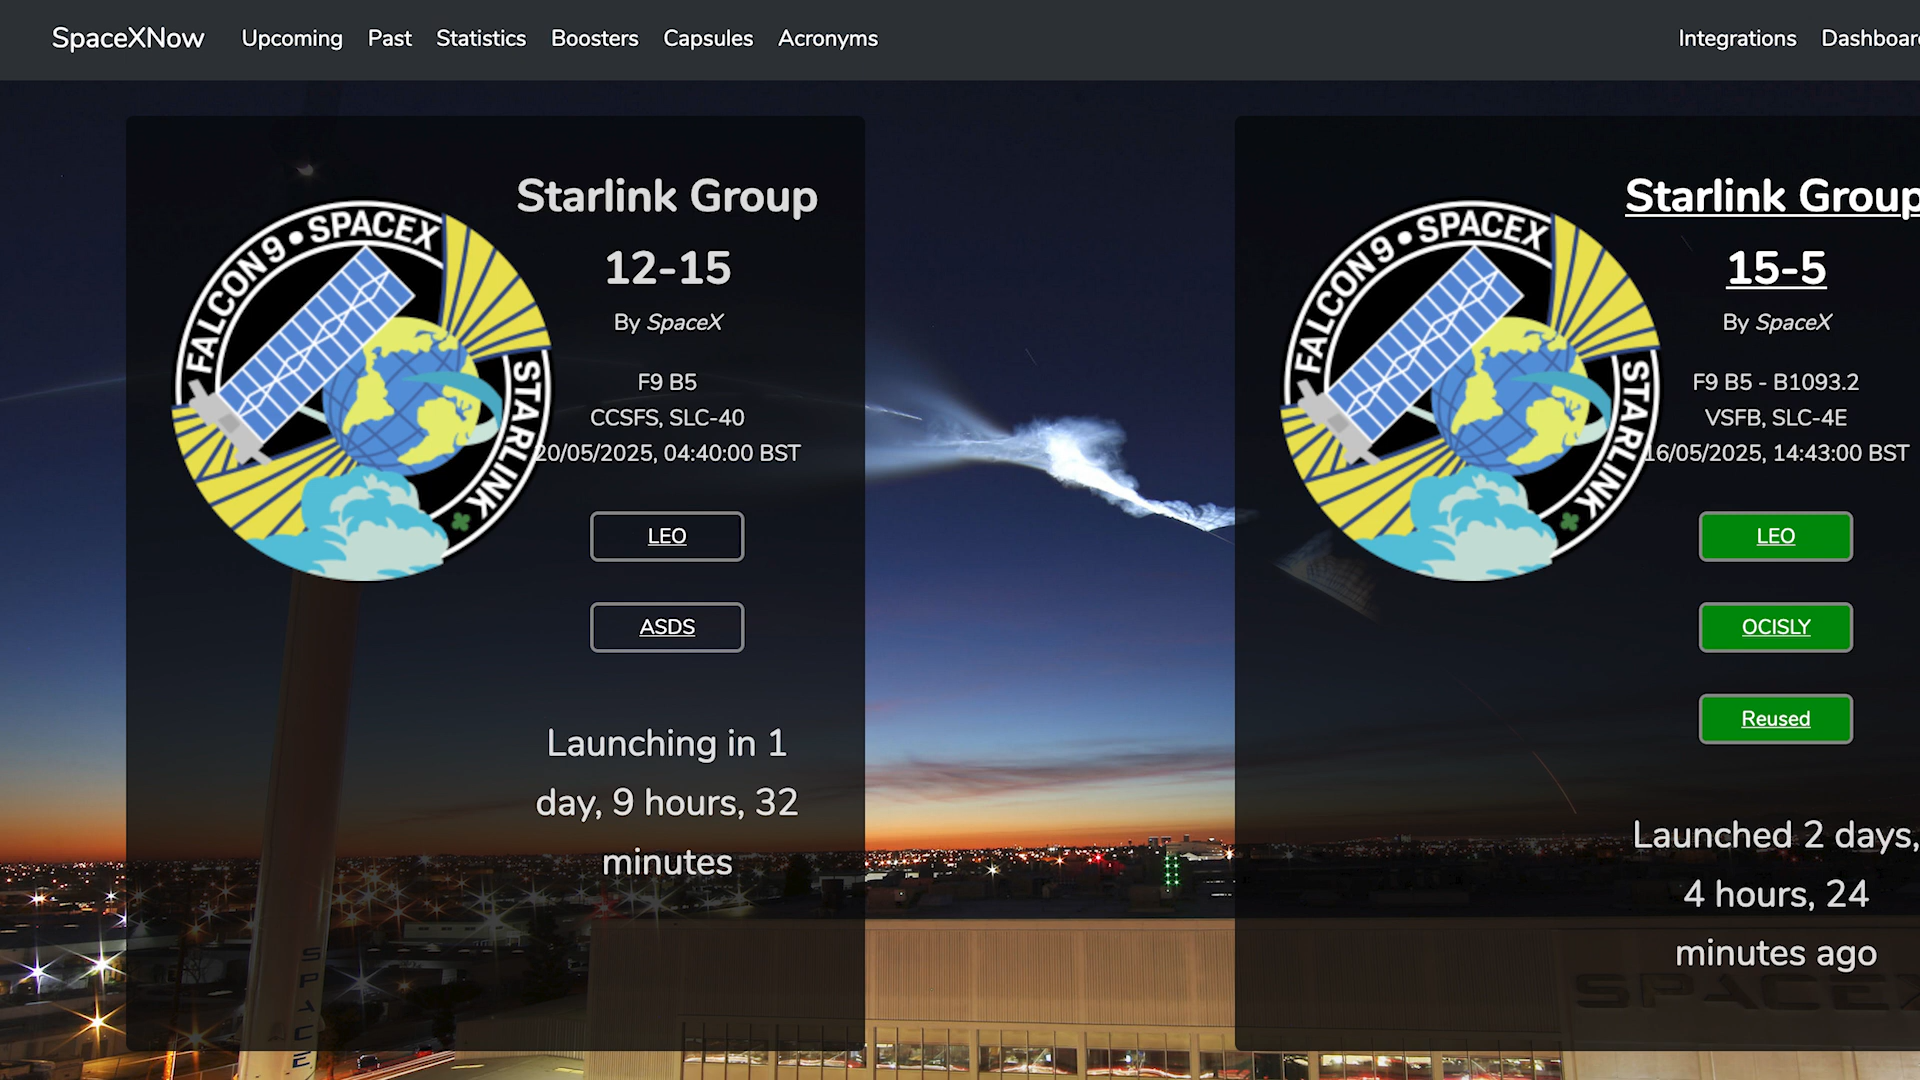 SpaceXNow Upcoming Past Statistics Boosters Capsules Acronyms Integrations
FALCON 9 • SPACEX
STARLINK
Starlink Group
12-15
By SpaceX
F9 B5
CCSFS, SLC-40
20/05/2025, 04:40:00 BST
LEO
ASDS
Launching in 1
day, 9 hours, 32
minutes
FALCON 9 • SPACEX
STARLINK
Starlink Group
15-5
By SpaceX
F9 B5 - B1093.2
VSFB, SLC-4E
16/05/2025, 14:43:00 BST
LEO
OCISLY
Reused
Launched 2 days,
4 hours, 24
minutes ago
SPACEX
SPACEX